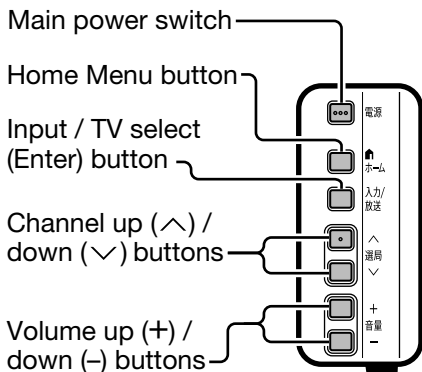 Main power switch
Home Menu button
Input / TV select
(Enter) button
Channel up (︿) /
down (﹀) buttons
Volume up (+) /
down (–) buttons
電源
ホーム
入力/
放送
︿
選局
﹀
+
音量
–